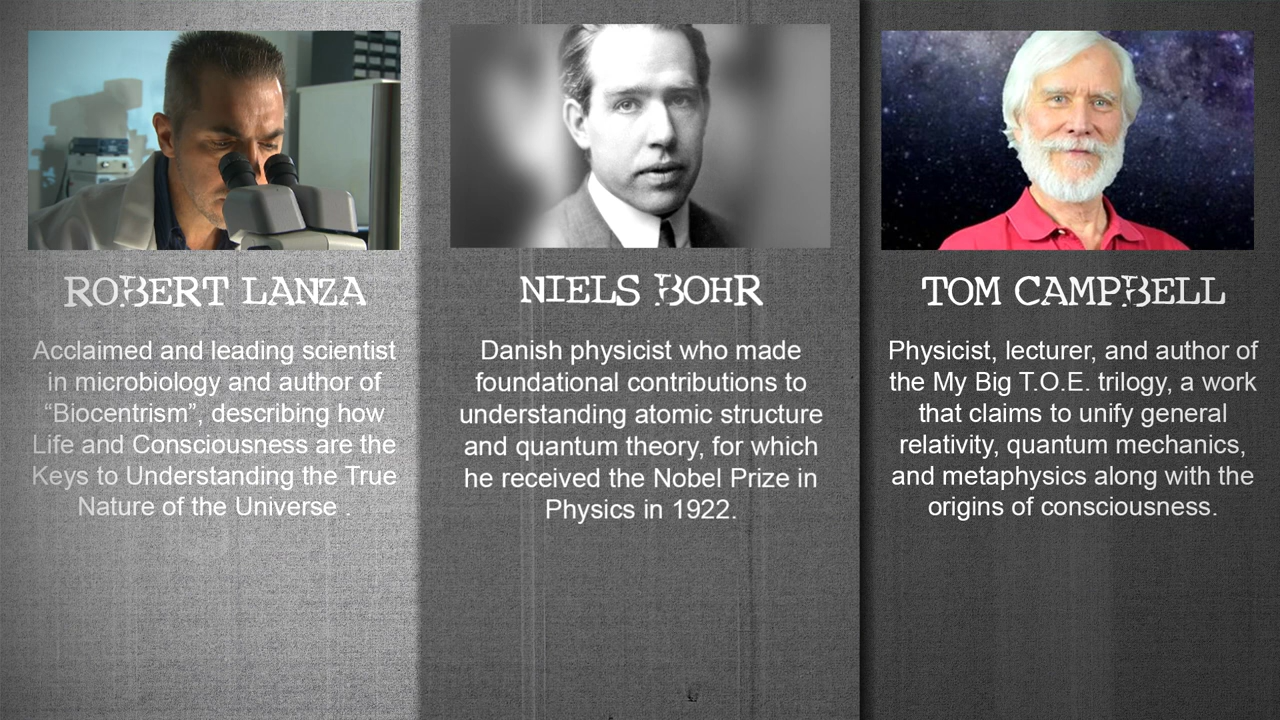 ROBERT LANZA
Acclaimed and leading scientist
in microbiology and author of
“Biocentrism”, describing how
Life and Consciousness are the
Keys to Understanding the True
Nature of the Universe .
NIELS BOHR
Danish physicist who made
foundational contributions to
understanding atomic structure
and quantum theory, for which
he received the Nobel Prize in
Physics in 1922.
TOM CAMPBELL
Physicist, lecturer, and author of
the My Big T.O.E. trilogy, a work
that claims to unify general
relativity, quantum mechanics,
and metaphysics along with the
origins of consciousness.